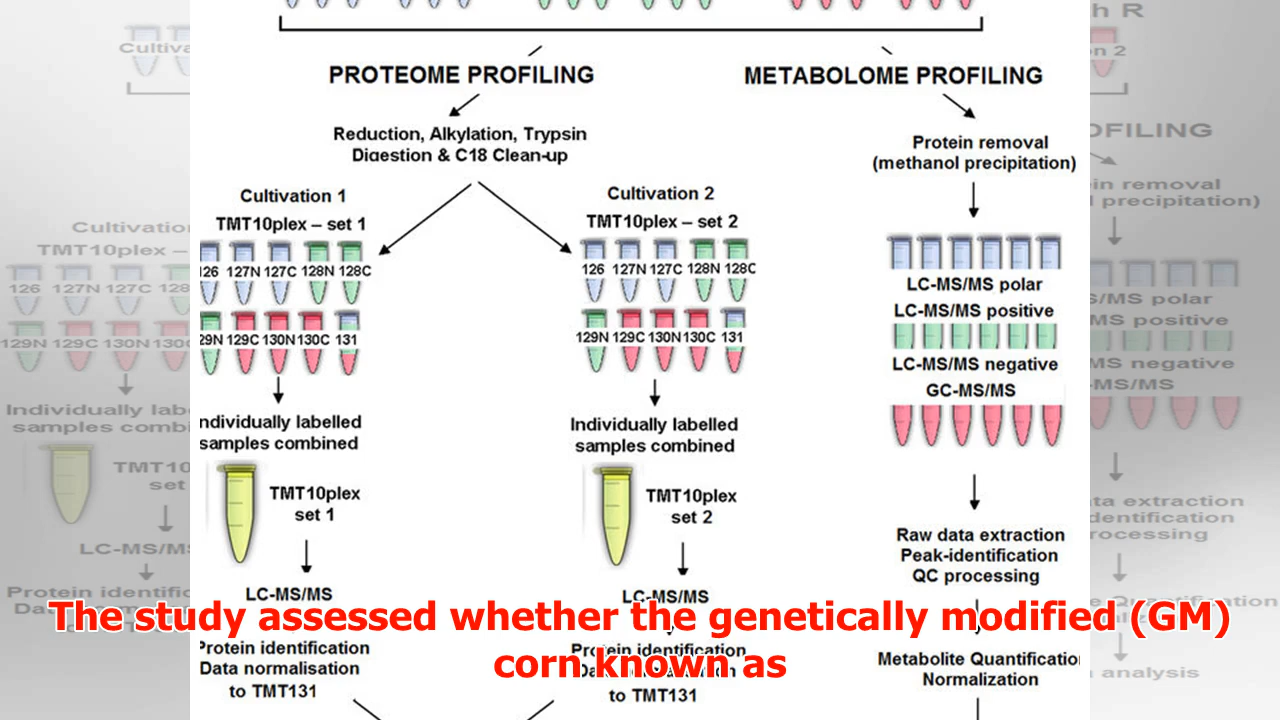 PROTEOME PROFILING
METABOLOME PROFILING
Reduction, Alkylation, Trypsin
Digestion & C18 Clean-up
Protein removal
(methanol precipitation)
Cultivation 1
TMT10plex – set 1
126 127N 127C 128N 128C
29N 129C 130N 130C 131
Individually labelled
samples combined
TMT10plex
set 1
LC-MS/MS
Protein identification
Data normalisation
to TMT131
Cultivation 2
TMT10plex – set 2
126 127N 127C 128N 128C
129N 129C 130N 130C 131
Individually labelled
samples combined
TMT10plex
set 2
LC-MS/MS
Protein identification
to TMT131
LC-MS/MS polar
LC-MS/MS positive
LC-MS/MS negative
GC-MS/MS
Raw data extraction
Peak-identification
QC processing
Metabolite Quantification
Normalization
The study assessed whether the genetically modified (GM)
corn known as